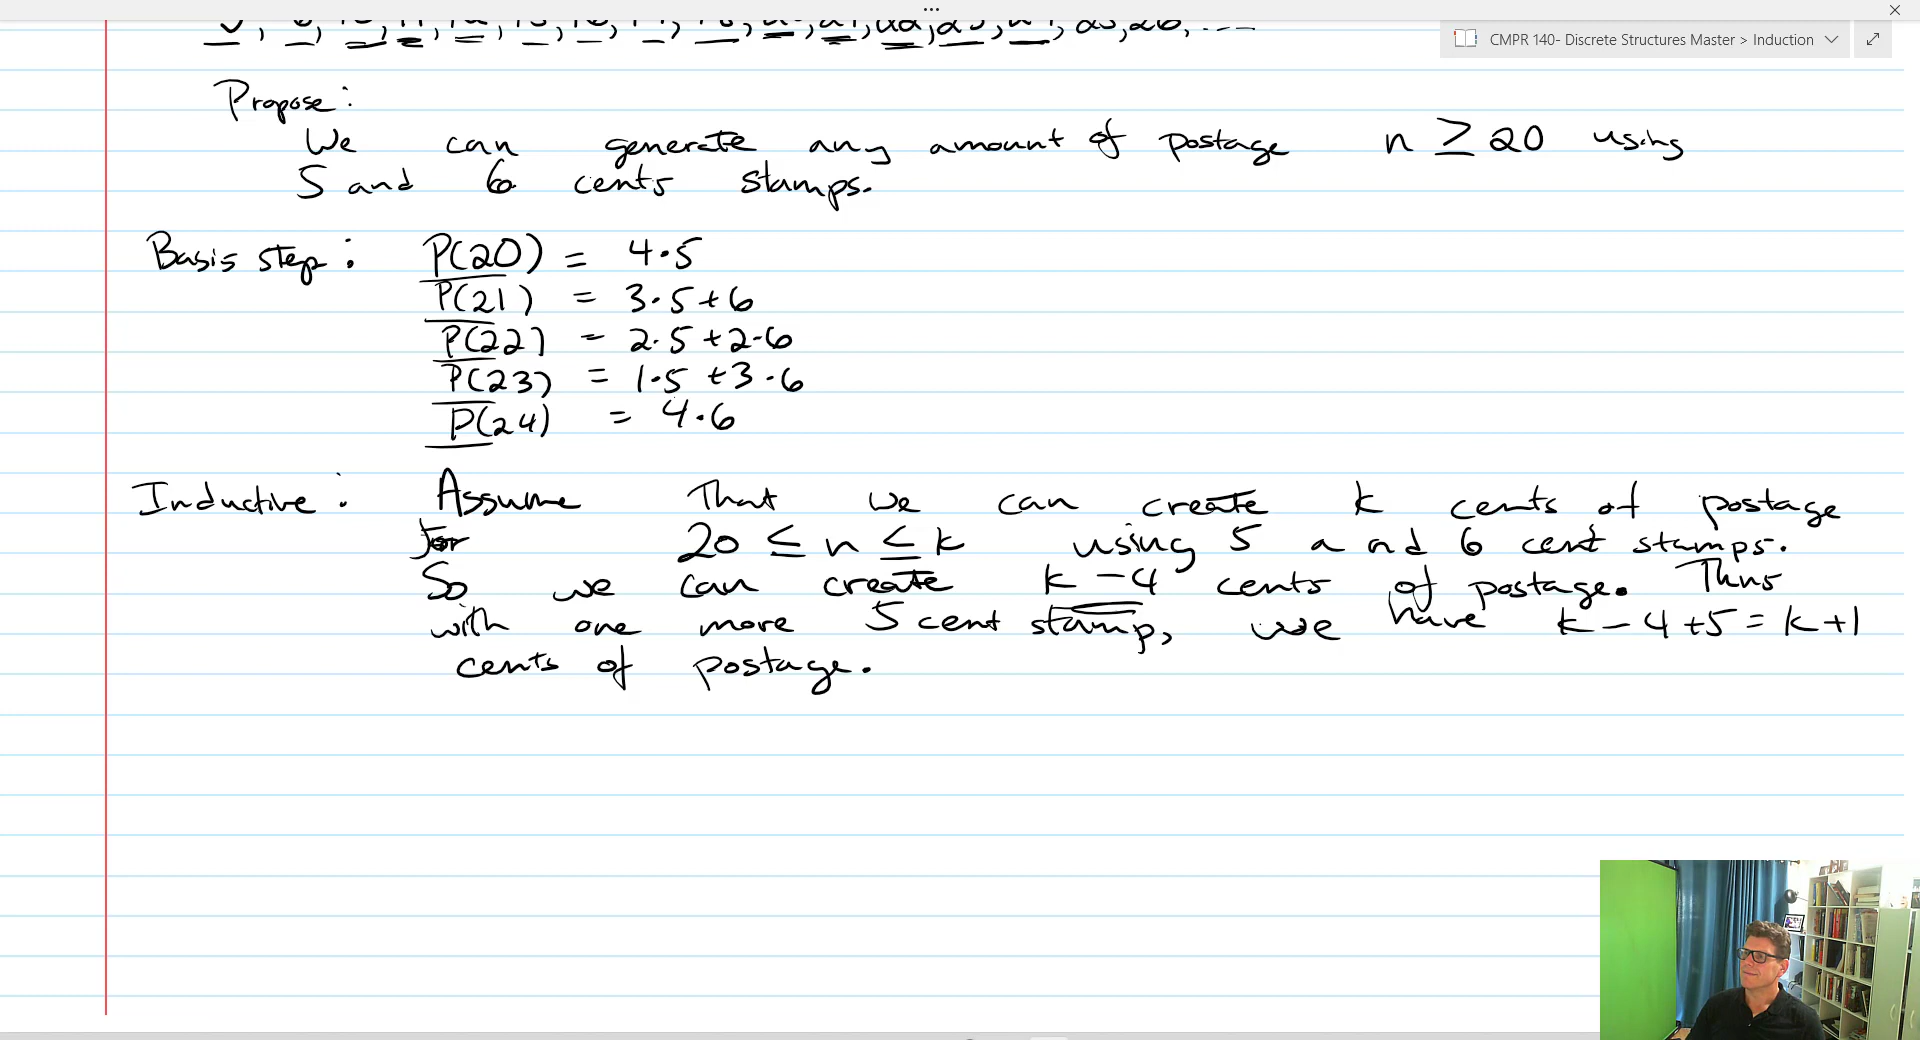 CMPR 140- Discrete Structures Master > Induction
Propose:
We can generate any amount of postage n ≥ 20 using
5 and 6 cents stamps.
Basis step: P(20) = 4·5
P(21) = 3·5+6
P(22) = 2·5+2·6
P(23) = 1·5+3·6
P(24) = 4·6
Inductive: Assume That we can create k cents of postage
for 20 ≤ n ≤ k using 5 and 6 cent stamps.
So we can create k-4 cents of postage. Thus
with one more 5 cent stamp, we have k-4+5=k+1
cents of postage.